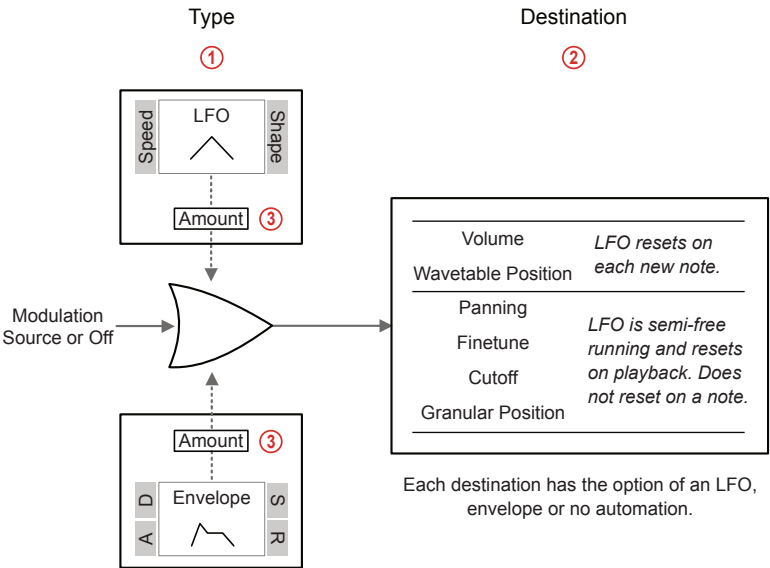 Type
Destination
1
2
LFO
Speed
Shape
Amount
3
Modulation
Source or Off
Volume
Wavetable Position
LFO resets on
each new note.
Panning
Finetune
Cutoff
Granular Position
LFO is semi-free
running and resets
on playback. Does
not reset on a note.
Amount
3
Envelope
D
A
S
R
Each destination has the option of an LFO,
envelope or no automation.